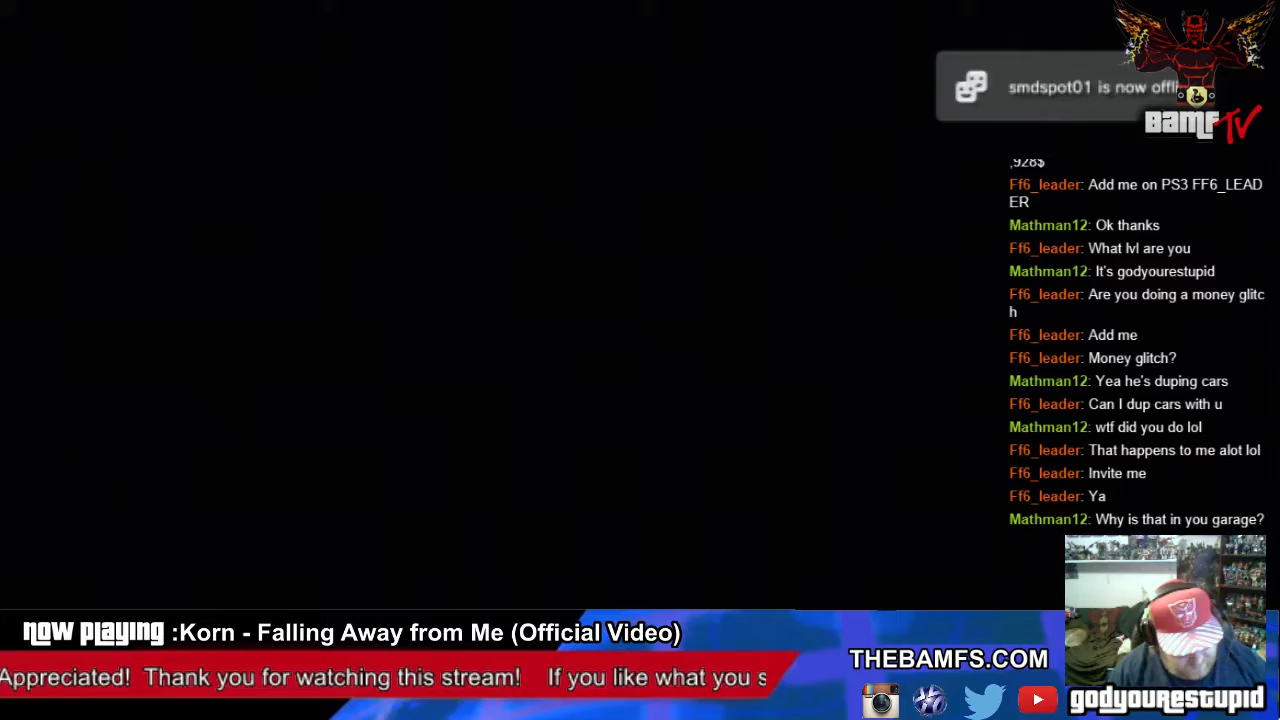 smdspot01 is now offl
BAMF TV
,928$
Ff6_leader: Add me on PS3 FF6_LEAD
ER
Mathman12: Ok thanks
Ff6_leader: What lvl are you
Mathman12: It's godyourestupid
Ff6_leader: Are you doing a money glitc
h
Ff6_leader: Add me
Ff6_leader: Money glitch?
Mathman12: Yea he's duping cars
Ff6_leader: Can I dup cars with u
Mathman12: wtf did you do lol
Ff6_leader: That happens to me alot lol
Ff6_leader: Invite me
Ff6_leader: Ya
Mathman12: Why is that in you garage?
now playing :Korn - Falling Away from Me (Official Video)
Appreciated! Thank you for watching this stream! If you like what you s
THEBAMFS.COM
godyourestupid